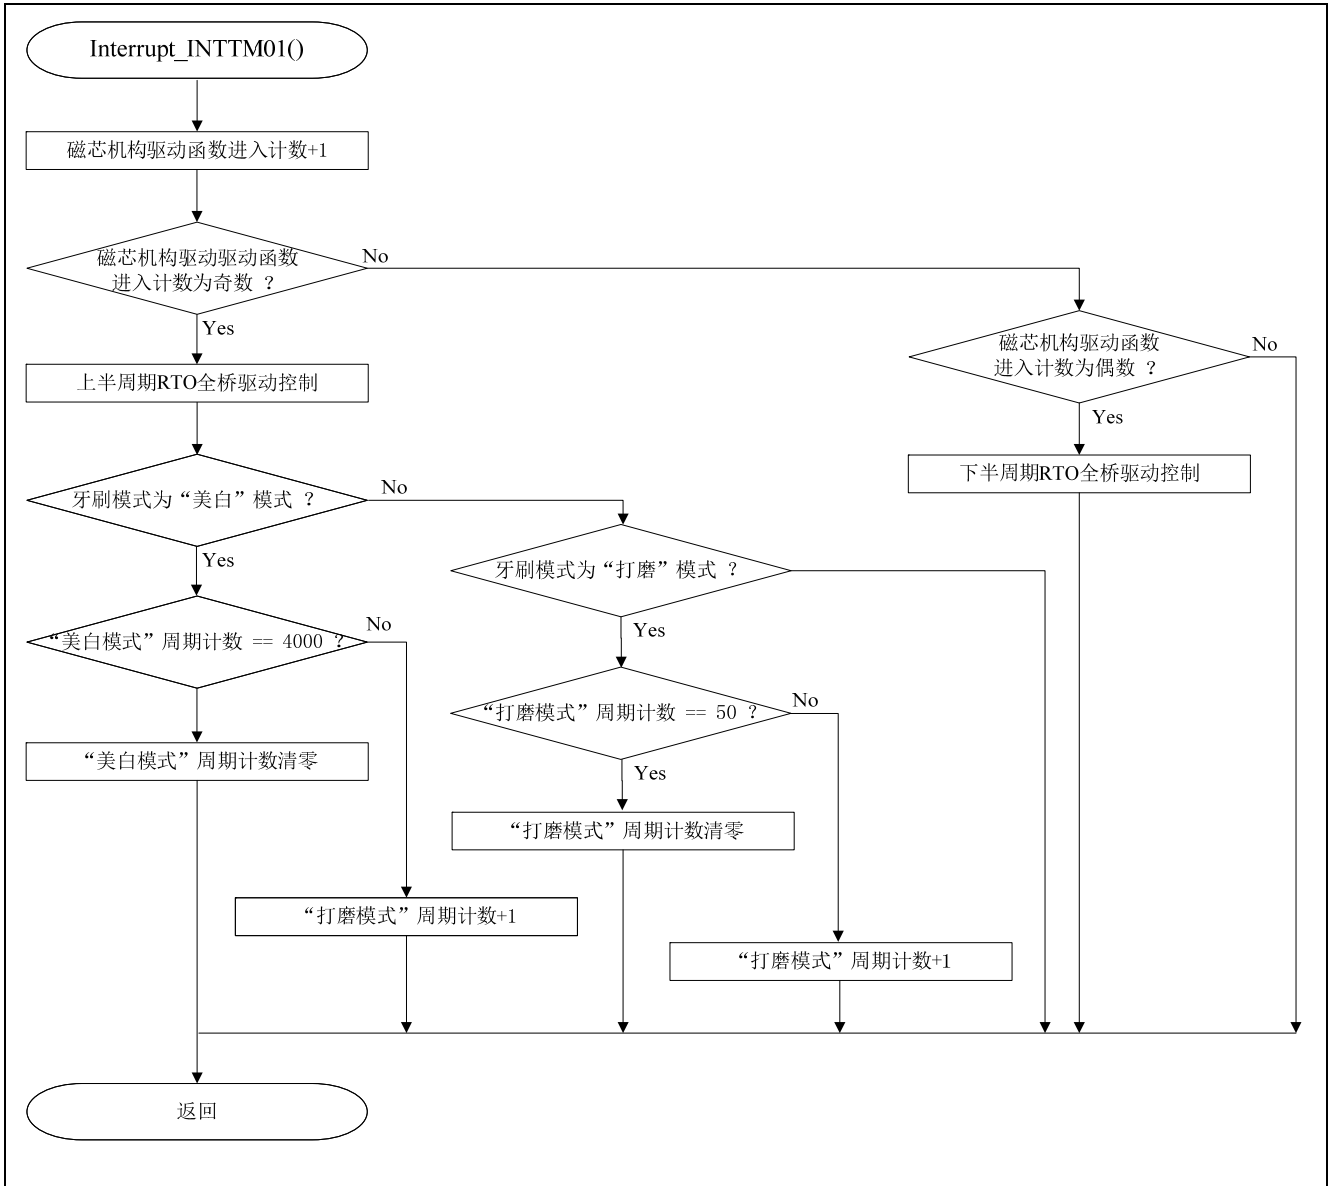 Interrupt_INTTM01()
磁芯机构驱动函数进入计数+1
磁芯机构驱动驱动函数
进入计数为奇数 ？
No
Yes
磁芯机构驱动函数
进入计数为偶数 ？
No
Yes
上半周期RTO全桥驱动控制
下半周期RTO全桥驱动控制
牙刷模式为“美白”模式 ？
No
Yes
牙刷模式为“打磨”模式 ？
Yes
“美白模式”周期计数 == 4000 ？
No
“打磨模式”周期计数 == 50 ？
No
Yes
“美白模式”周期计数清零
“打磨模式”周期计数清零
“打磨模式”周期计数+1
“打磨模式”周期计数+1
返回